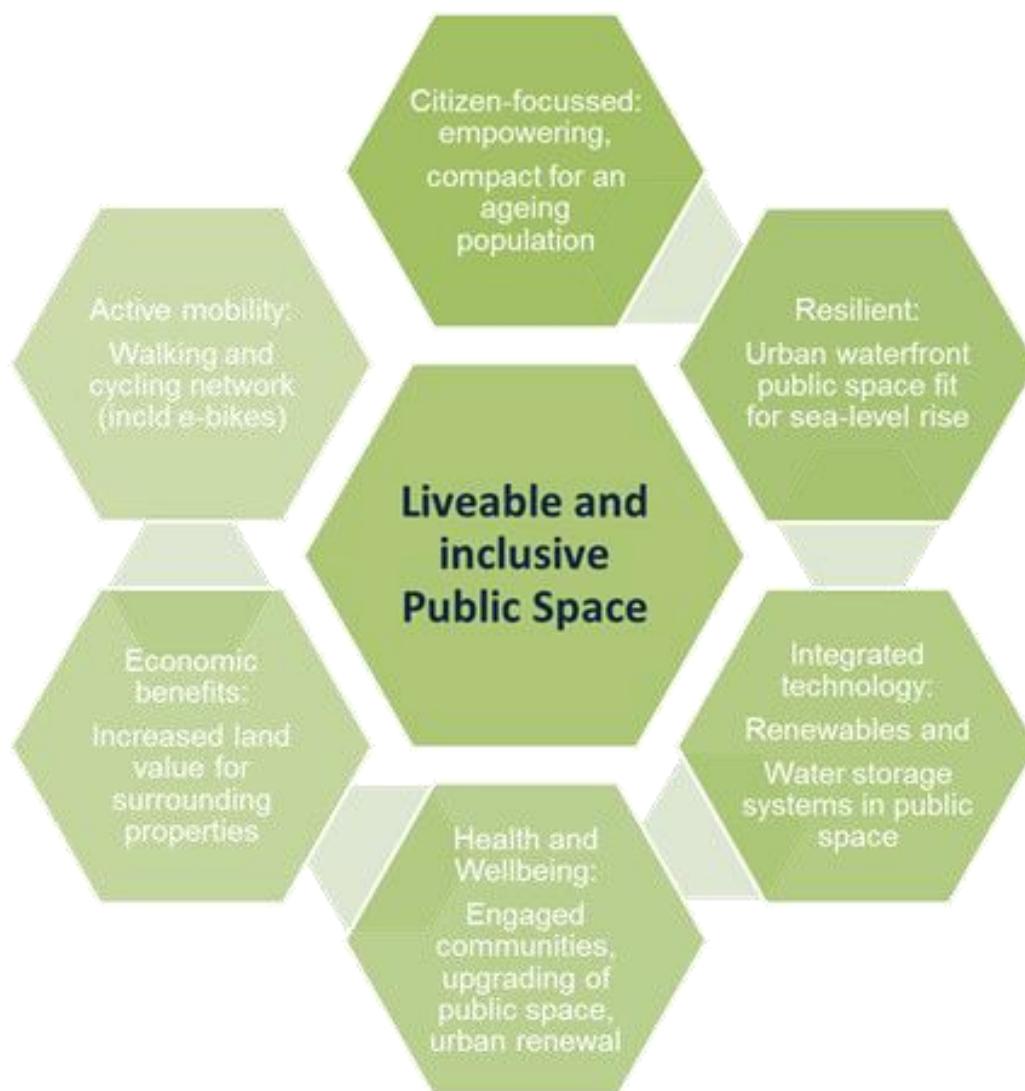 Citizen-focussed:
empowering,
compact for an
ageing
population
Resilient:
Urban waterfront
public space fit
for sea-level rise
Integrated
technology:
Renewables and
Water storage
systems in public
space
Health and
Wellbeing:
Engaged
communities,
upgrading of
public space,
urban renewal
Economic
benefits:
Increased land
value for
surrounding
properties
Active mobility:
Walking and
cycling network
(incld e-bikes)
Liveable and
inclusive
Public Space